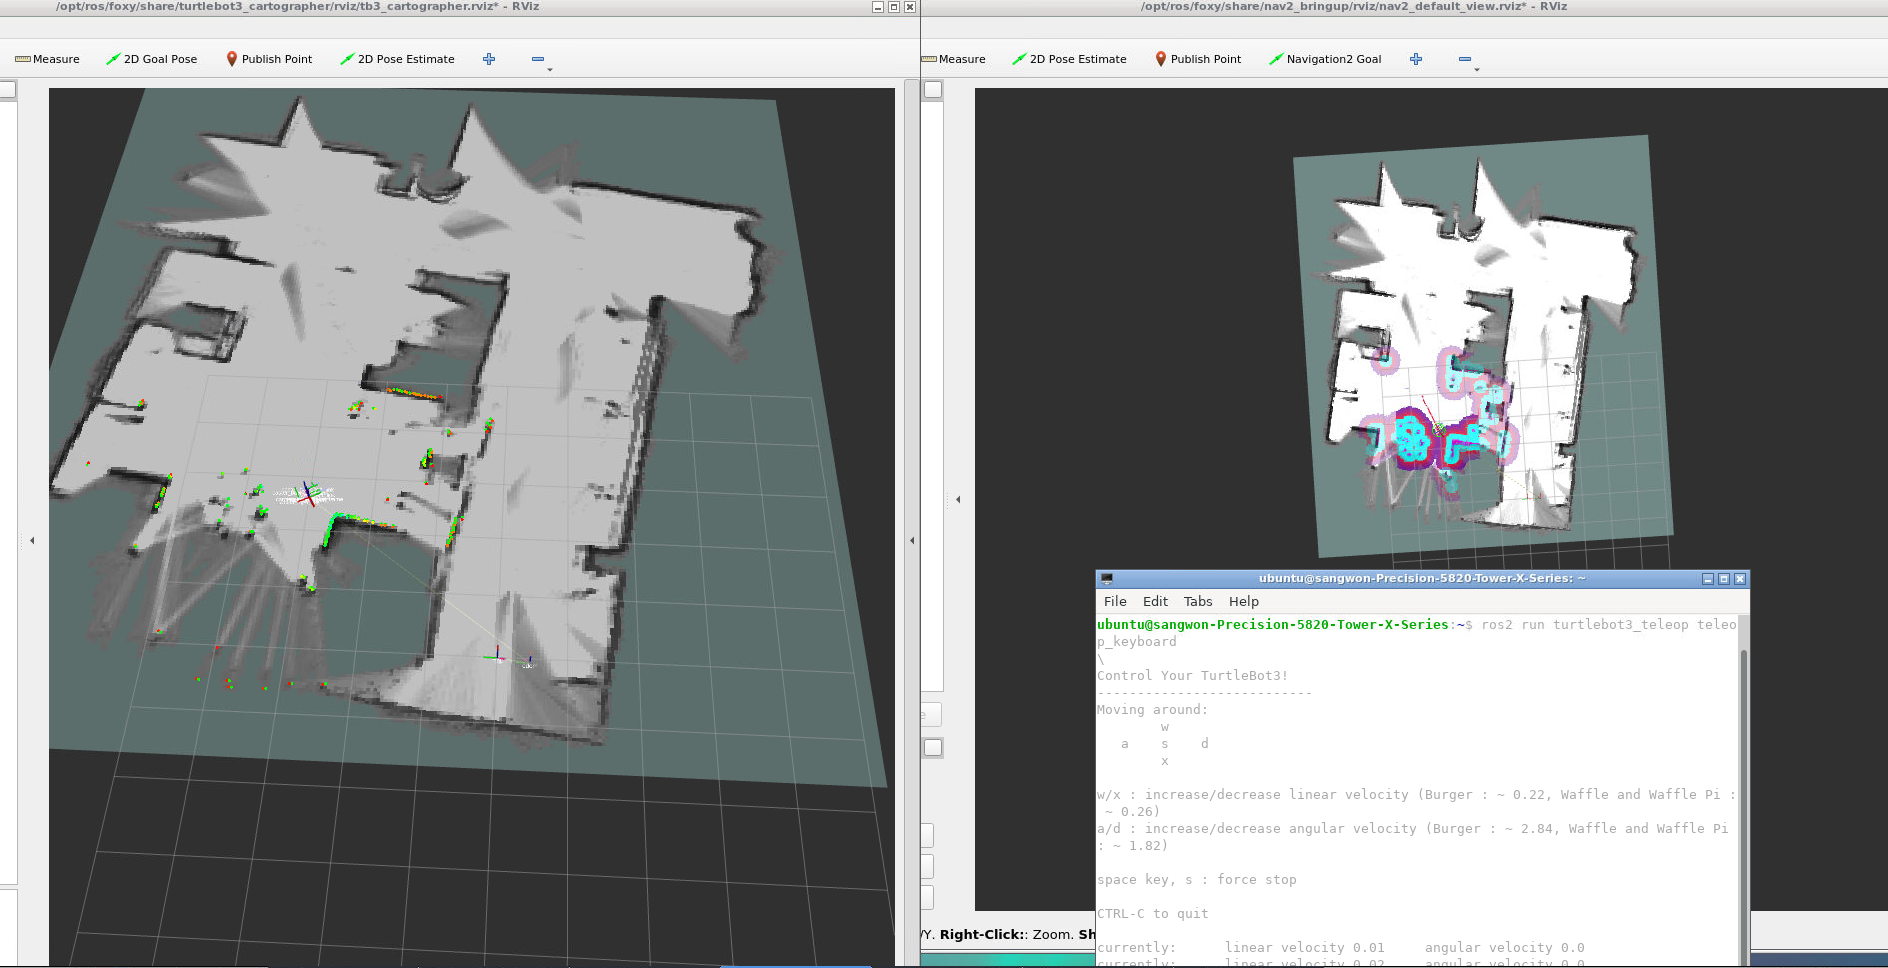 /opt/ros/foxy/share/turtlebot3_cartographer/rviz/tb3_cartographer.rviz* - RViz
/opt/ros/foxy/share/nav2_bringup/rviz/nav2_default_view.rviz* - RViz
Measure 2D Goal Pose Publish Point 2D Pose Estimate
Measure 2D Pose Estimate Publish Point Navigation2 Goal
ubuntu@sangwon-Precision-5820-Tower-X-Series: ~
File Edit Tabs Help
ubuntu@sangwon-Precision-5820-Tower-X-Series:~$ ros2 run turtlebot3_teleop teleo
p_keyboard
\
Control Your TurtleBot3!
---------------------------
Moving around:
w
a s d
x
w/x : increase/decrease linear velocity (Burger : ~ 0.22, Waffle and Waffle Pi :
~ 0.26)
a/d : increase/decrease angular velocity (Burger : ~ 2.84, Waffle and Waffle Pi
: ~ 1.82)
space key, s : force stop
CTRL-C to quit
currently: linear velocity 0.01 angular velocity 0.0
currently: linear velocity 0.02 angular velocity 0.0
Y. Right-Click:: Zoom. Sh